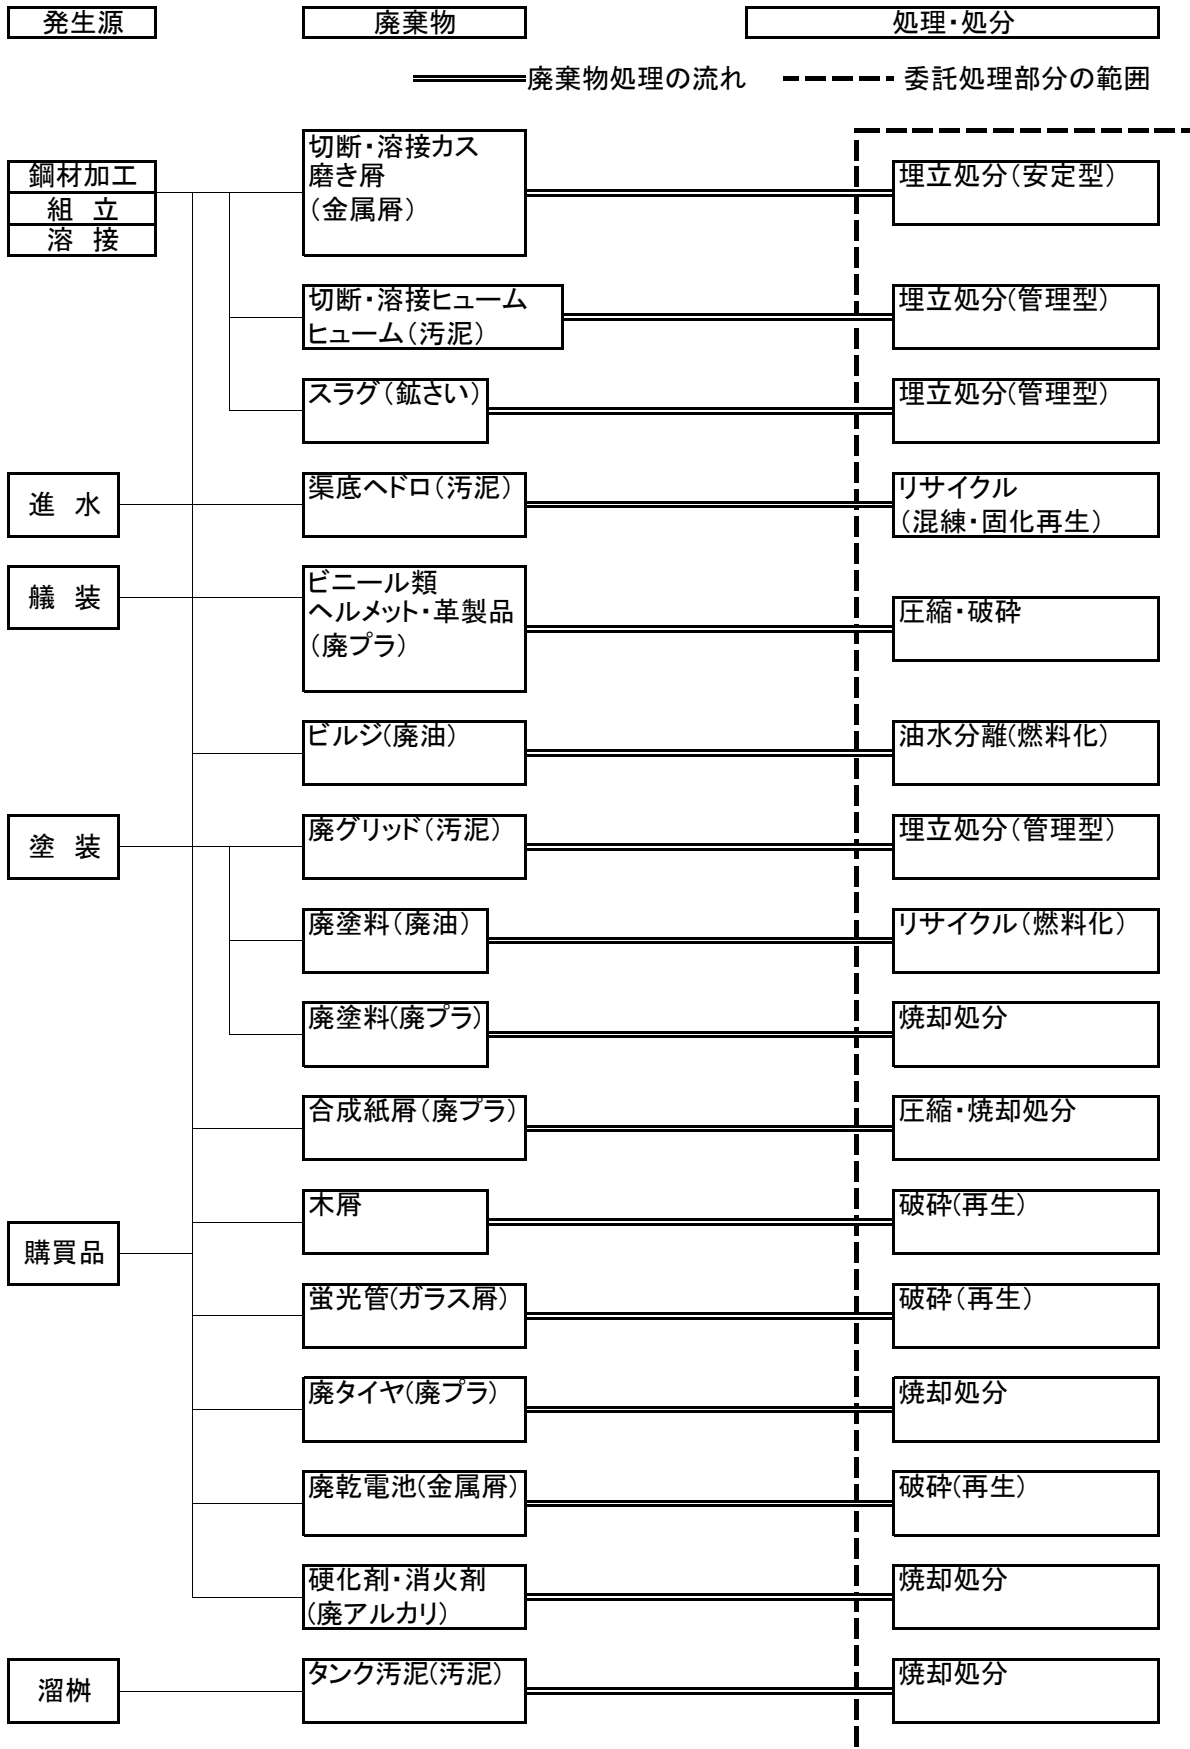 発生源
廃棄物
処理・処分
廃棄物処理の流れ
委託処理部分の範囲
鋼材加工
組 立
溶 接
切断・溶接カス
磨き屑
（金属屑）
埋立処分（安定型）
切断・溶接ヒューム
ヒューム（汚泥）
埋立処分(管理型)
スラグ（鉱さい）
埋立処分(管理型)
進 水
渠底ヘドロ（汚泥）
リサイクル
（混練・固化再生）
艤 装
ビニール類
ヘルメット・革製品
（廃プラ）
圧縮・破砕
ビルジ(廃油)
油水分離(燃料化)
塗 装
廃グリッド（汚泥）
埋立処分（管理型）
廃塗料（廃油）
リサイクル（燃料化）
廃塗料(廃プラ)
焼却処分
合成紙屑（廃プラ）
圧縮・焼却処分
木屑
破砕(再生)
購買品
蛍光管(ガラス屑)
破砕（再生）
廃タイヤ(廃プラ)
焼却処分
廃乾電池(金属屑)
破砕(再生)
硬化剤・消火剤
(廃アルカリ)
焼却処分
溜桝
タンク汚泥(汚泥)
焼却処分